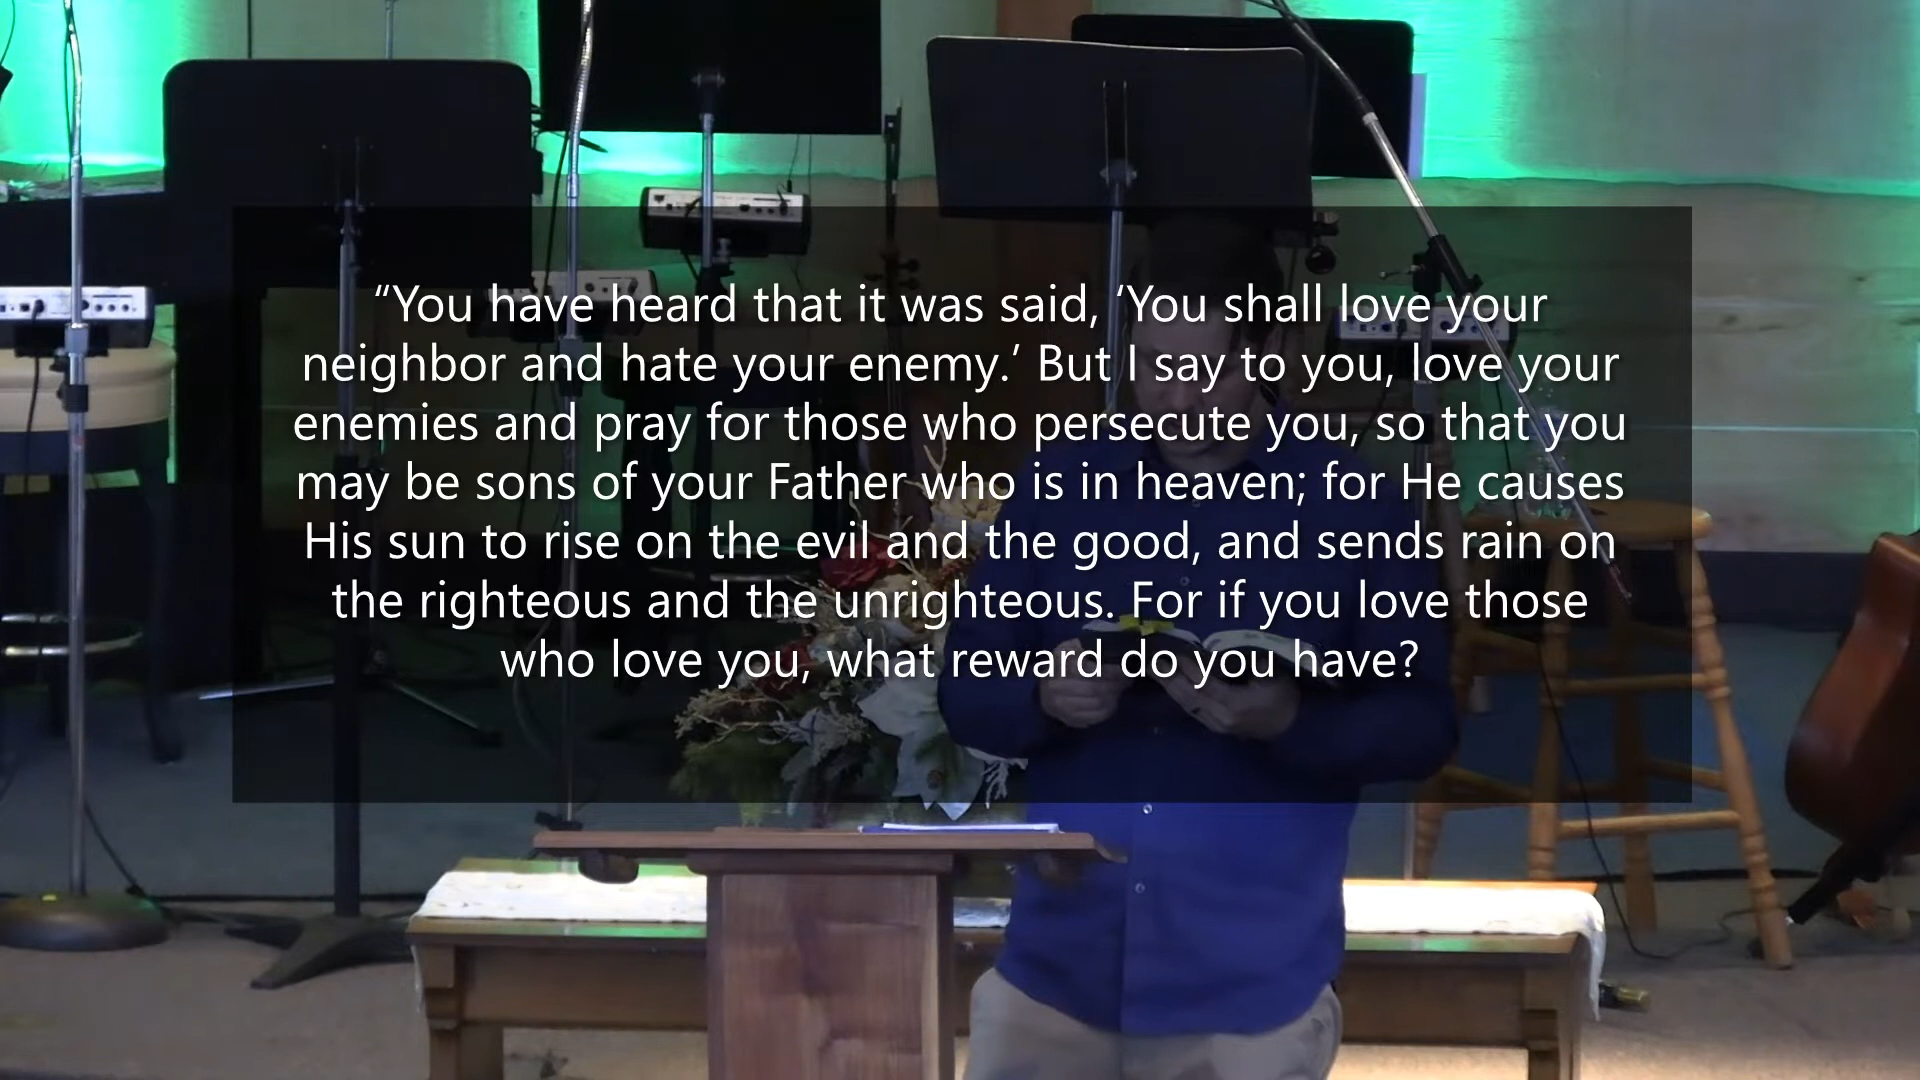 “You have heard that it was said, ‘You shall love your
neighbor and hate your enemy.’ But I say to you, love your
enemies and pray for those who persecute you, so that you
may be sons of your Father who is in heaven; for He causes
His sun to rise on the evil and the good, and sends rain on
the righteous and the unrighteous. For if you love those
who love you, what reward do you have?